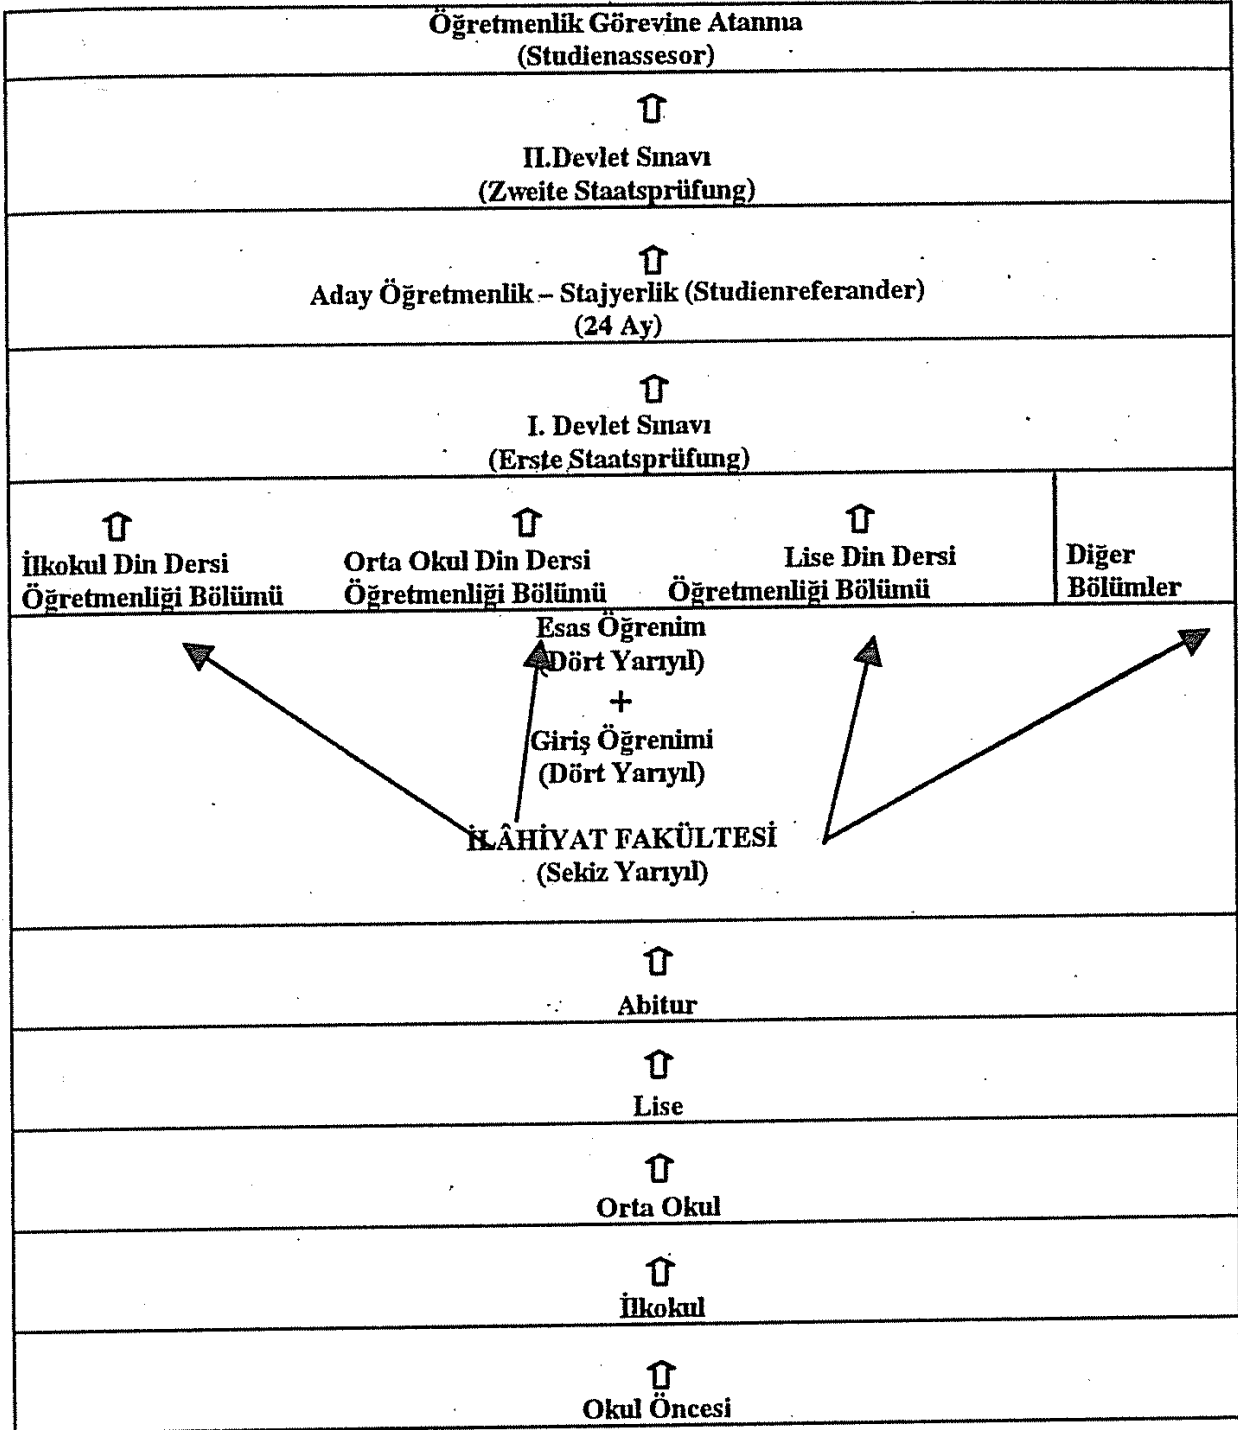 Öğretmenlik Görevine Atanma
(Studienassesor)
II.Devlet Sınavı
(Zweite Staatsprüfung)
Aday Öğretmenlik – Stajyerlik (Studienreferander)
(24 Ay)
I. Devlet Sınavı
(Erste Staatsprüfung)
İlkokul Din Dersi
Öğretmenliği Bölümü
Orta Okul Din Dersi
Öğretmenliği Bölümü
Lise Din Dersi
Öğretmenliği Bölümü
Diğer
Bölümler
Esas Öğrenim
(Dört Yarıyıl)
+
Giriş Öğrenimi
(Dört Yarıyıl)
İLÂHİYAT FAKÜLTESİ
(Sekiz Yarıyıl)
Abitur
Lise
Orta Okul
İlkokul
Okul Öncesi